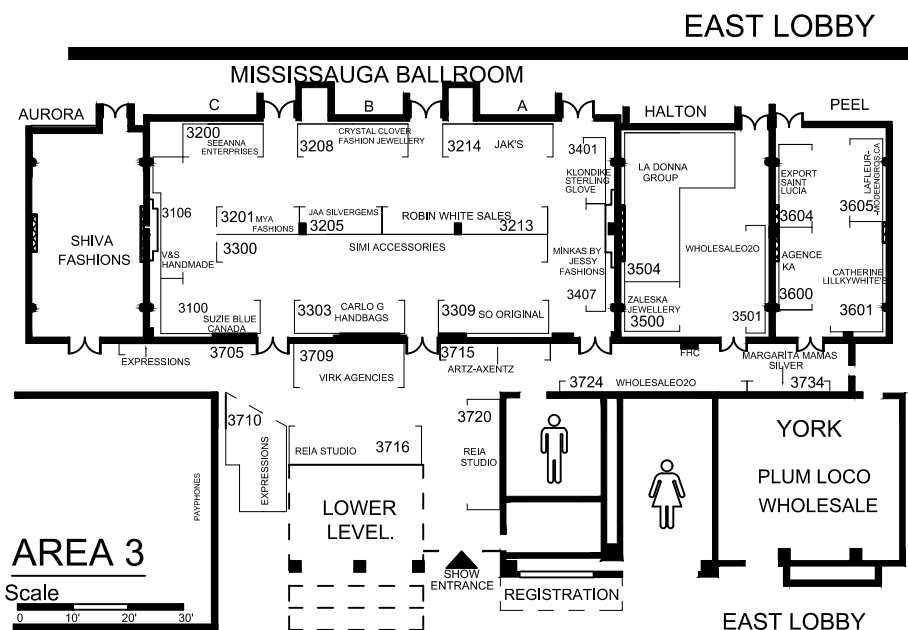 EAST LOBBY
MISSISSAUGA BALLROOM
AURORA
C
B
A
HALTON
PEEL
3200
SEEANNA
ENTERPRISES
3208
CRYSTAL CLOVER
FASHION JEWELLERY
3214
JAK'S
3401
KLONDIKE
STERLING
GLOVE
LA DONNA
GROUP
EXPORT
SAINT
LUCIA
3604
LAFLEUR-
MODEENGROS.CA
3605
SHIVA
FASHIONS
3106
3201
MYA
FASHIONS
JAA SILVERGEMS
3205
ROBIN WHITE SALES
3213
3300
SIMI ACCESSORIES
V&S
HANDMADE
MINKAS BY
JESSY
FASHIONS
3407
WHOLESALEO2O
3504
AGENCE
KA
3600
CATHERINE
LILLKYWHITE'S
3601
3100
SUZIE BLUE
CANADA
3303
CARLO G
HANDBAGS
3309
SO ORIGINAL
ZALESKA
JEWELLERY
3500
3501
EXPRESSIONS
3705
3709
VIRK AGENCIES
3715
ARTZ-AXENTZ
FHC
MARGARITA MAMAS
SILVER
3724
WHOLESALEO2O
3734
3710
EXPRESSIONS
PAYPHONES
REIA STUDIO
3716
3720
REIA
STUDIO
YORK
PLUM LOCO
WHOLESALE
LOWER
LEVEL.
SHOW
ENTRANCE
REGISTRATION
AREA 3
Scale
0
10'
20'
30'
EAST LOBBY